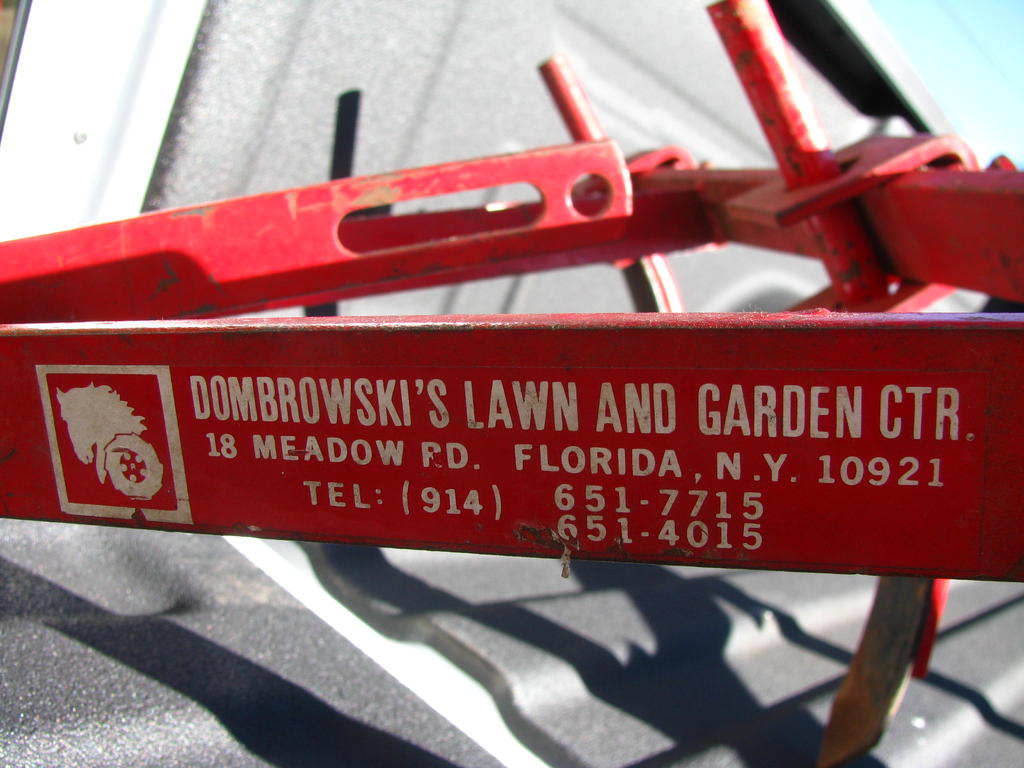 DOMBROWSKI'S LAWN AND GARDEN CTR.
18 MEADOW RD. FLORIDA, N.Y. 10921
TEL: (914) 651-7715
651-4015